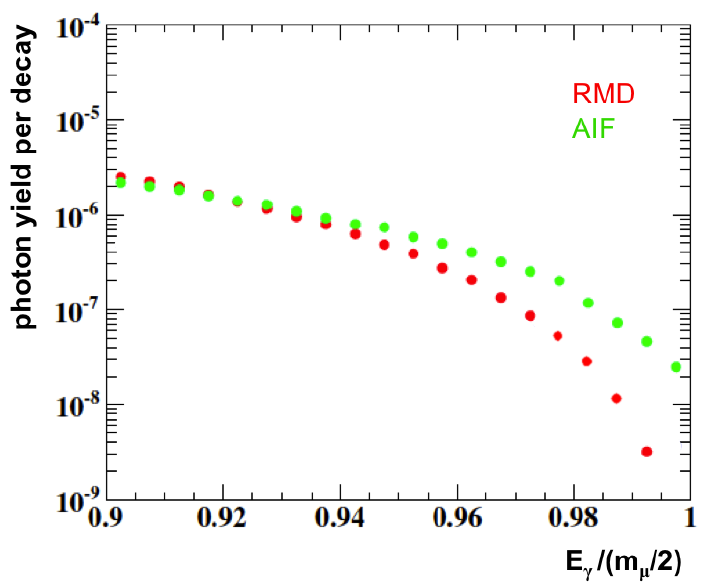 photon yield per decay
10⁻⁴
10⁻⁵
10⁻⁶
10⁻⁷
10⁻⁸
10⁻⁹
RMD
AIF
0.9 0.92 0.94 0.96 0.98 1
E_γ/(m_μ/2)